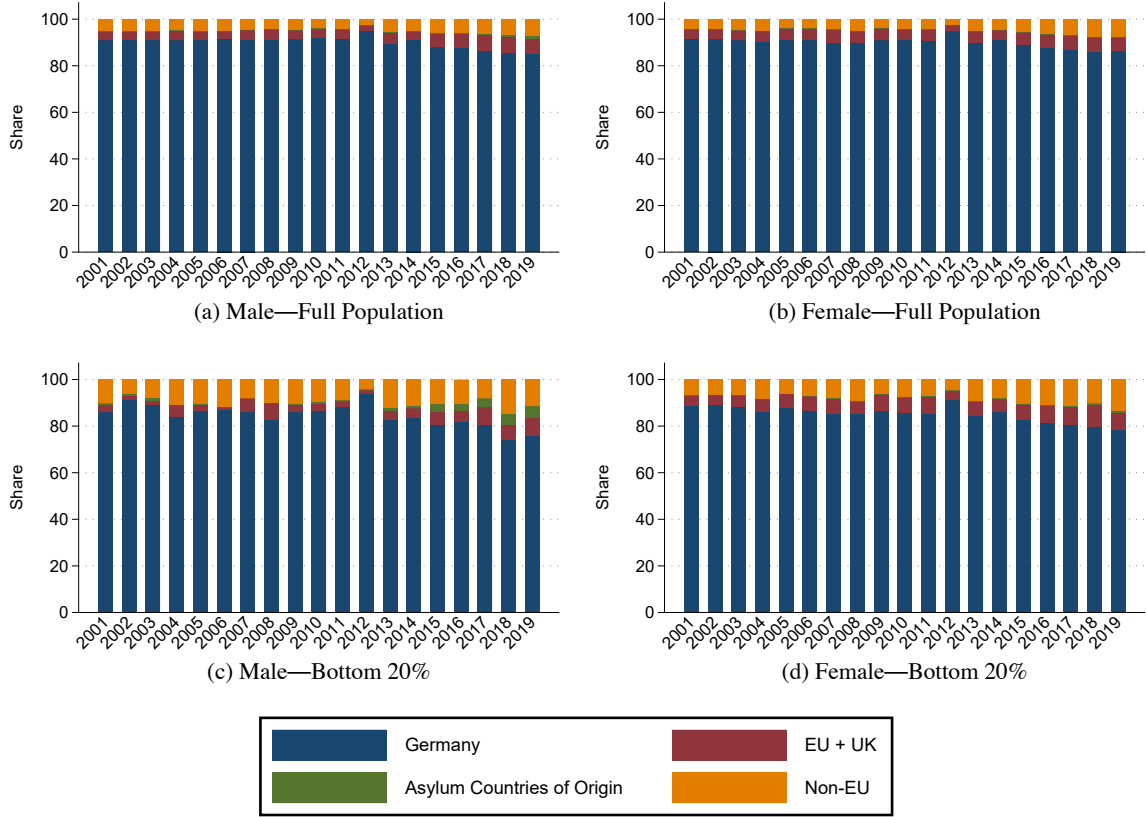 100
80
60
40
20
0
Share
2001 2002 2003 2004 2005 2006 2007 2008 2009 2010 2011 2012 2013 2014 2015 2016 2017 2018 2019
(a) Male—Full Population
100
80
60
40
20
0
Share
2001 2002 2003 2004 2005 2006 2007 2008 2009 2010 2011 2012 2013 2014 2015 2016 2017 2018 2019
(b) Female—Full Population
100
80
60
40
20
0
Share
2001 2002 2003 2004 2005 2006 2007 2008 2009 2010 2011 2012 2013 2014 2015 2016 2017 2018 2019
(c) Male—Bottom 20%
100
80
60
40
20
0
Share
2001 2002 2003 2004 2005 2006 2007 2008 2009 2010 2011 2012 2013 2014 2015 2016 2017 2018 2019
(d) Female—Bottom 20%
Germany
EU + UK
Asylum Countries of Origin
Non-EU